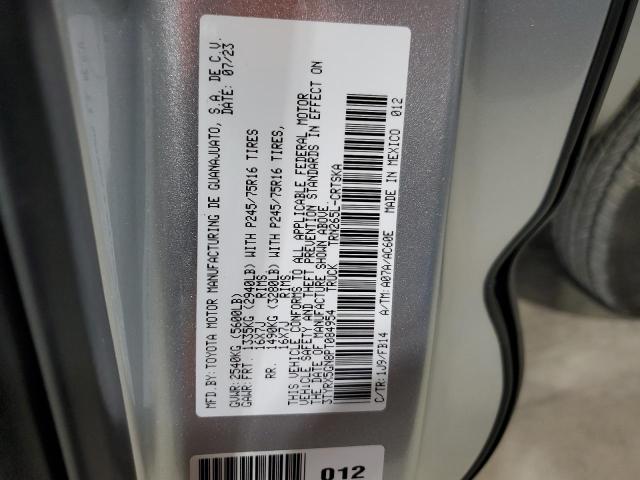 MFD.BY:TOYOTA MOTOR MANUFACTURING DE GUANAJUATO, S.A. DE C.V.
DATE: 07/23
GVWR:2540KG (5600LB)
GAWR: FRT. 1335KG (2940LB) WITH P245/75R16 TIRES
16X7J RIMS,
RR. 1490KG (3280LB) WITH P245/75R16 TIRES,
16X7J RIMS.
THIS VEHICLE CONFORMS TO ALL APPLICABLE FEDERAL MOTOR
VEHICLE SAFETY AND THEFT PREVENTION STANDARDS IN EFFECT ON
THE DATE OF MANUFACTURE SHOWN ABOVE.
3TYRX5GN8PT084954 TRUCK TRN265L-CRTSKA
C/TR:1J9/FB14 A/TM:A07A/AC60E MADE IN MEXICO 012
012